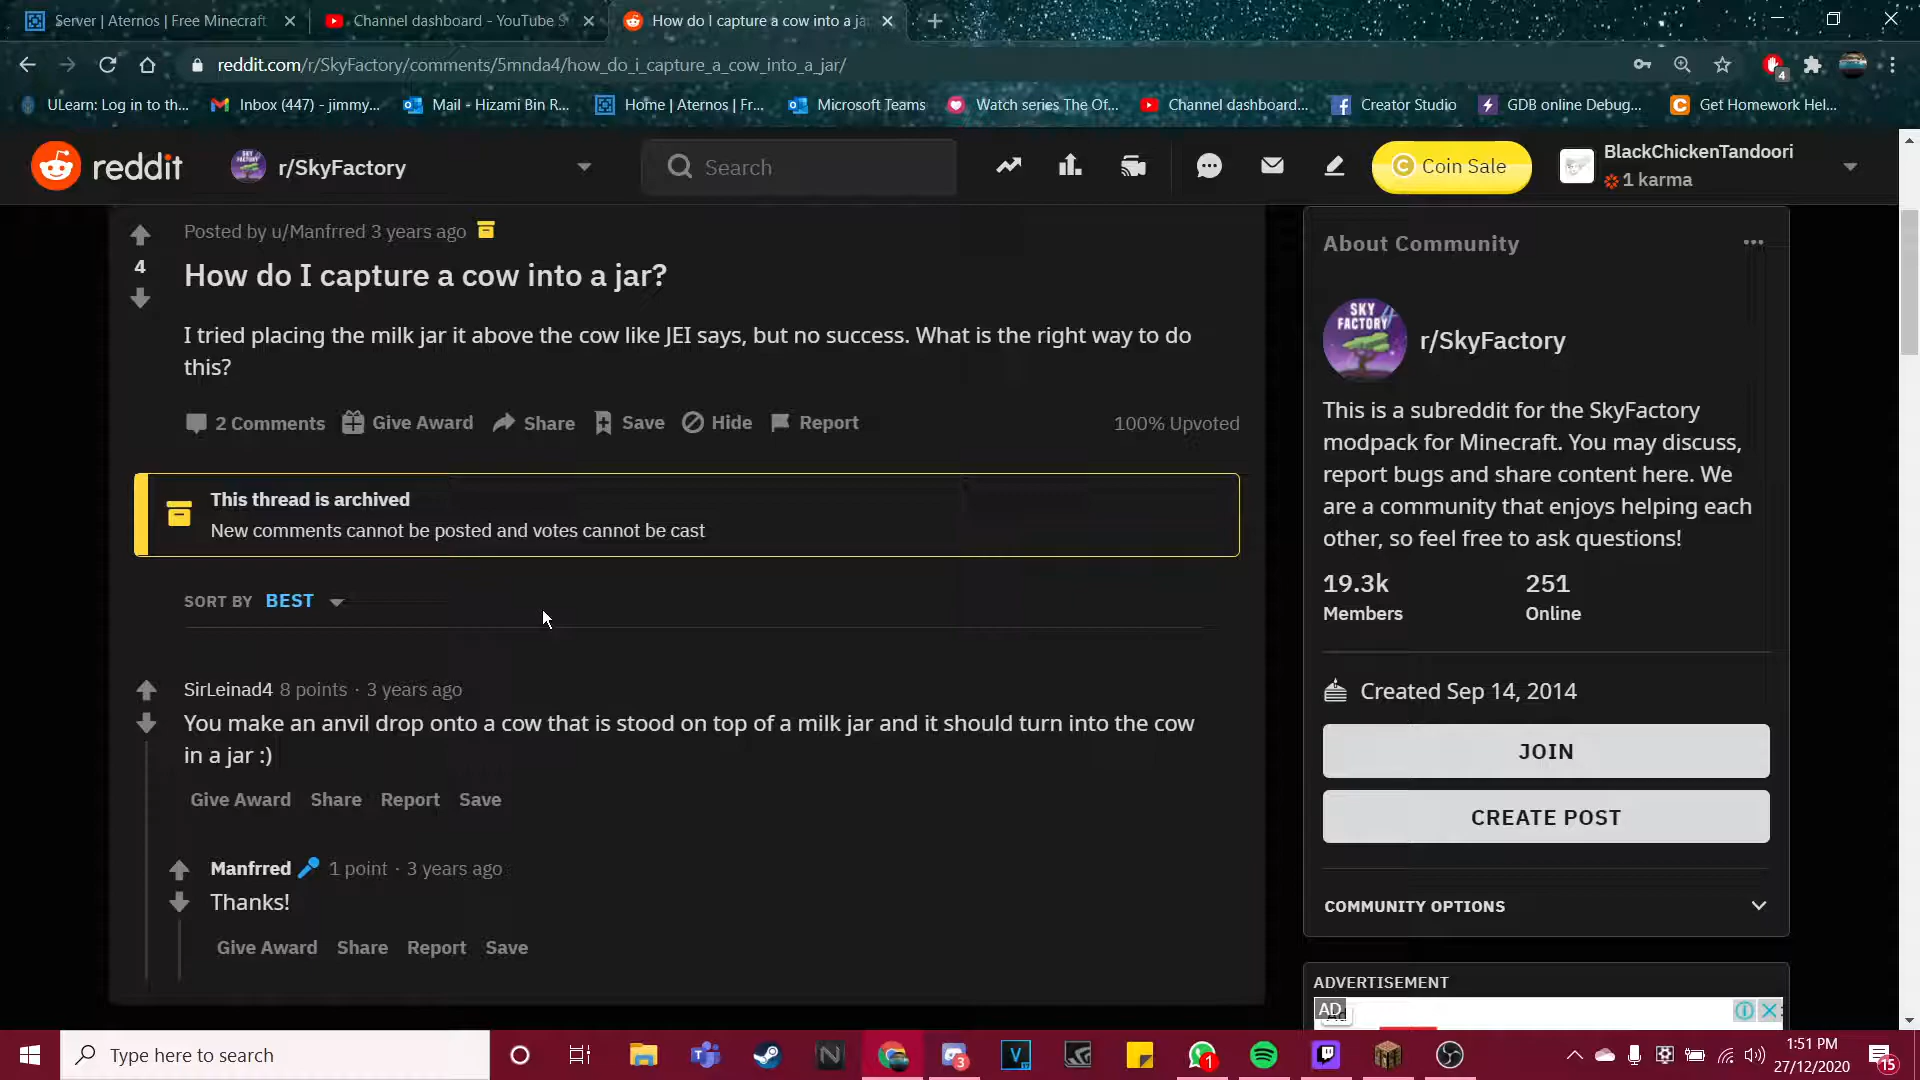 Server | Aternos | Free Minecraft
Channel dashboard - YouTube S
How do I capture a cow into a ja
reddit.com/r/SkyFactory/comments/5mnda4/how_do_i_capture_a_cow_into_a_jar/
4
ULearn: Log in to th...
Inbox (447) - jimmy,...
Mail - Hizami Bin R...
Home | Aternos | Fr...
Microsoft Teams
Watch series The Of...
Channel dashboard...
Creator Studio
GDB online Debug...
Get Homework Hel...
reddit
r/SkyFactory
Search
Coin Sale
BlackChickenTandoori
1 karma
Posted by u/Manfrred 3 years ago
4
How do I capture a cow into a jar?
I tried placing the milk jar it above the cow like JEI says, but no success. What is the right way to do
this?
2 Comments
Give Award
Share
Save
Hide
Report
100% Upvoted
This thread is archived
New comments cannot be posted and votes cannot be cast
SORT BY BEST
SirLeinad4 8 points · 3 years ago
You make an anvil drop onto a cow that is stood on top of a milk jar and it should turn into the cow
in a jar :)
Give Award Share Report Save
Manfrred 1 point · 3 years ago
Thanks!
Give Award Share Report Save
About Community
SKY
FACTORY
r/SkyFactory
This is a subreddit for the SkyFactory
modpack for Minecraft. You may discuss,
report bugs and share content here. We
are a community that enjoys helping each
other, so feel free to ask questions!
19.3k
Members
251
Online
Created Sep 14, 2014
JOIN
CREATE POST
COMMUNITY OPTIONS
ADVERTISEMENT
AD
Type here to search
3
1
1:51 PM
27/12/2020
15